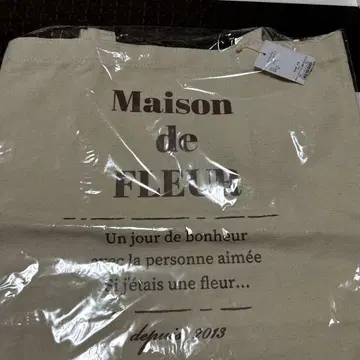 Maison
de
FLEUR
Un jour de bonheur
avec la personne aimée
Si j'étais une fleur...
depuis 2013